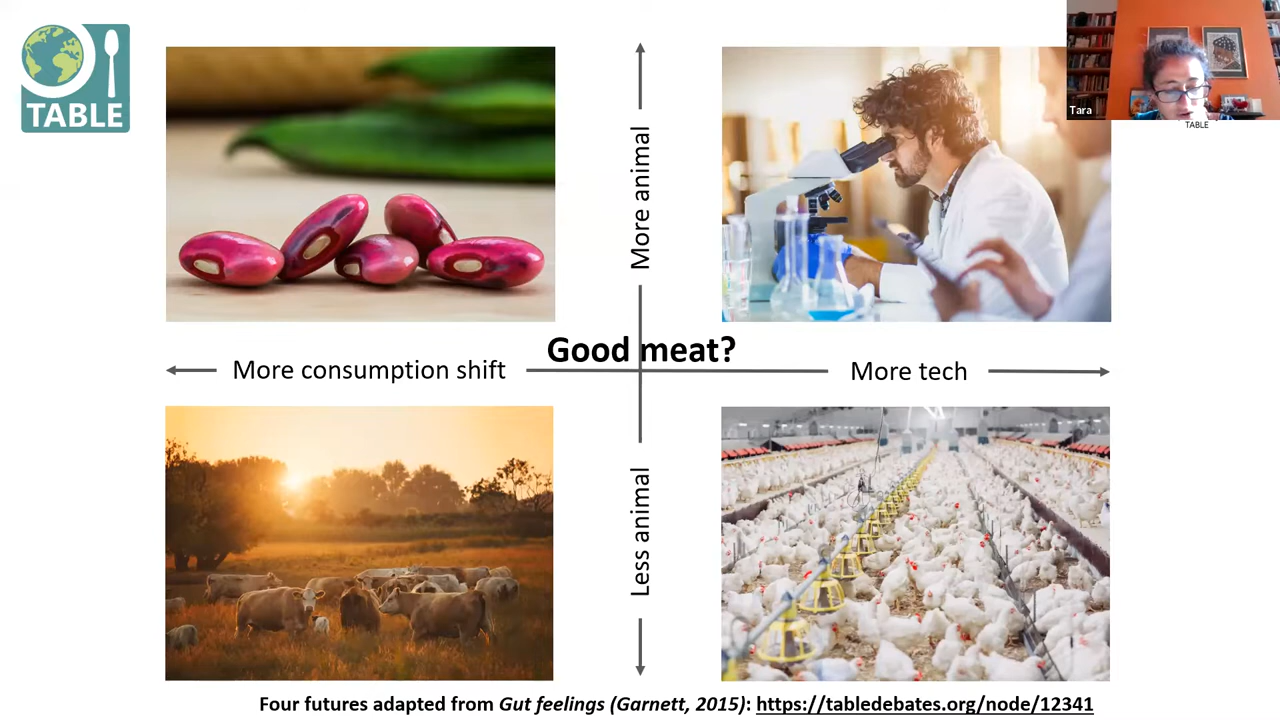 TABLE
Tara
TABLE
More animal
Good meat?
More consumption shift
More tech
Less animal
Four futures adapted from Gut feelings (Garnett, 2015): https://tabledebates.org/node/12341